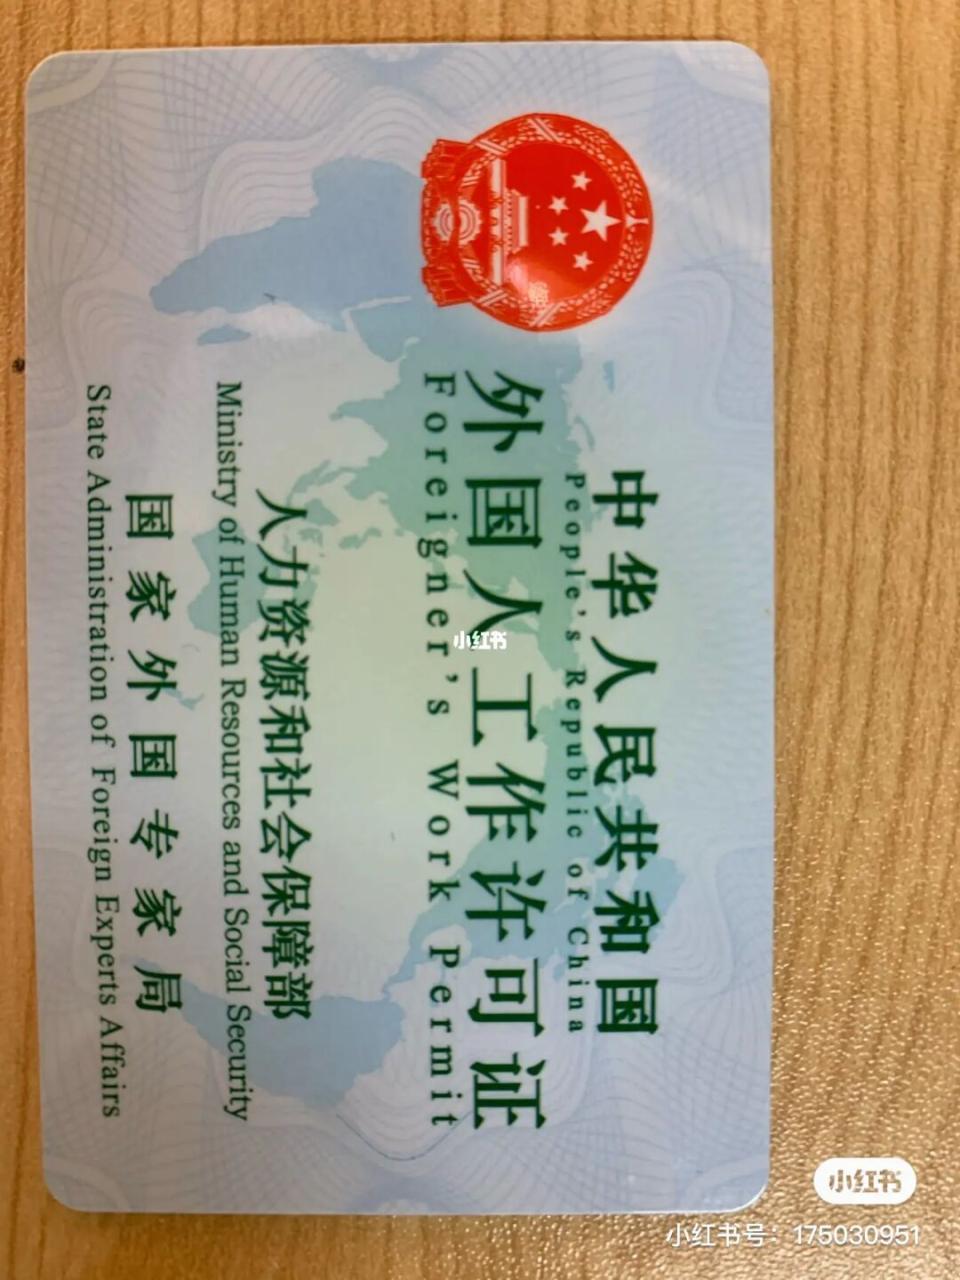 中华人民共和国
People's Republic of China
外国人工作许可证
Foreigner's Work Permit
人力资源和社会保障部
Ministry of Human Resources and Social Security
国家外国专家局
State Administration of Foreign Experts Affairs
小红书
小红书
小红书号：175030951